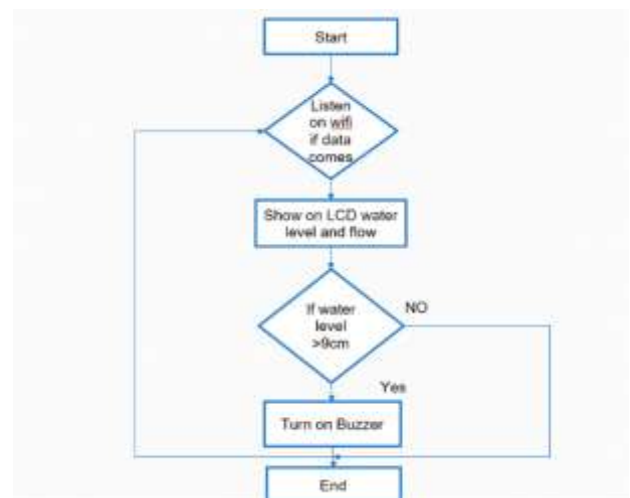 Start
Listen
on wifi
if data
comes
Show on LCD water
level and flow
If water
level
>9cm
NO
Yes
Turn on Buzzer
End